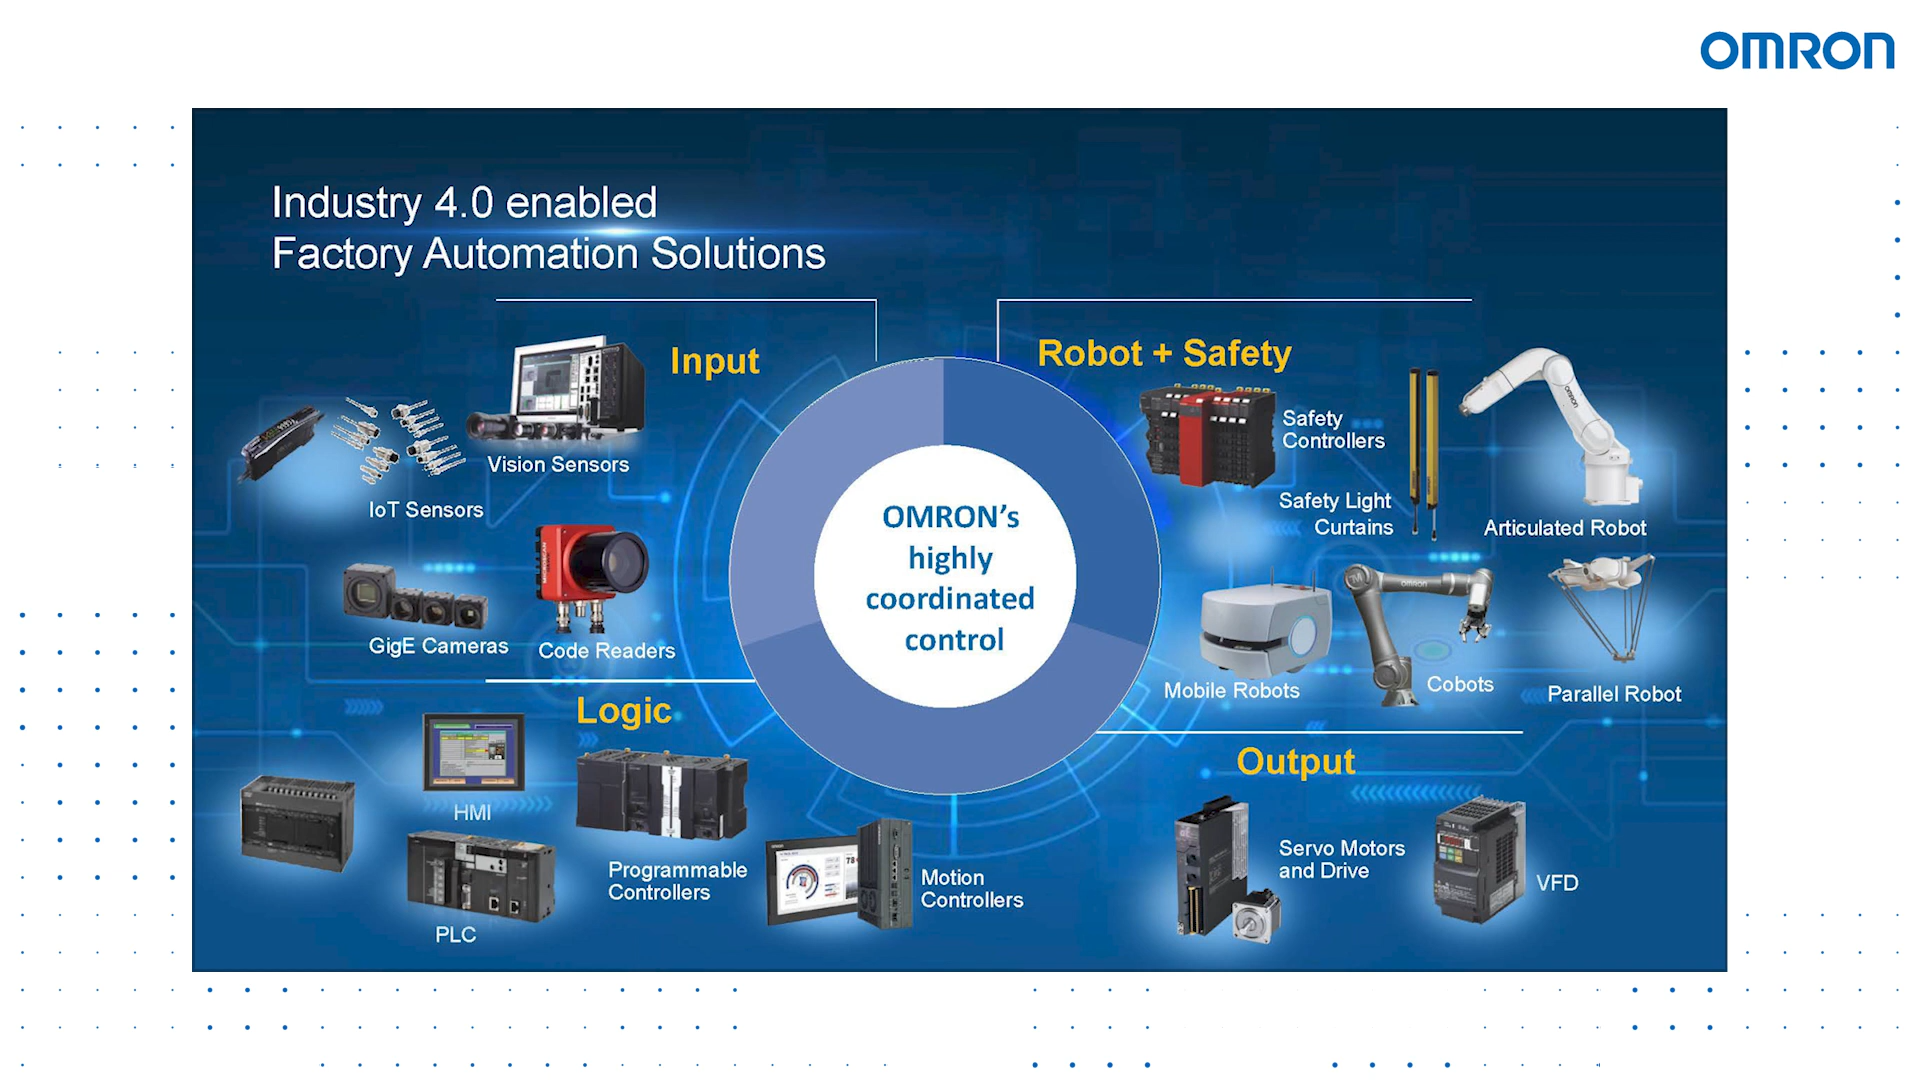 OMRON
Industry 4.0 enabled
Factory Automation Solutions
Input
Vision Sensors
IoT Sensors
GigE Cameras
Code Readers
Robot + Safety
Safety
Controllers
Safety Light
Curtains
Articulated Robot
OMRON
Mobile Robots
OMRON
Cobots
Parallel Robot
OMRON’s
highly
coordinated
control
Logic
HMI
PLC
Programmable
Controllers
Motion
Controllers
Output
Servo Motors
and Drive
VFD